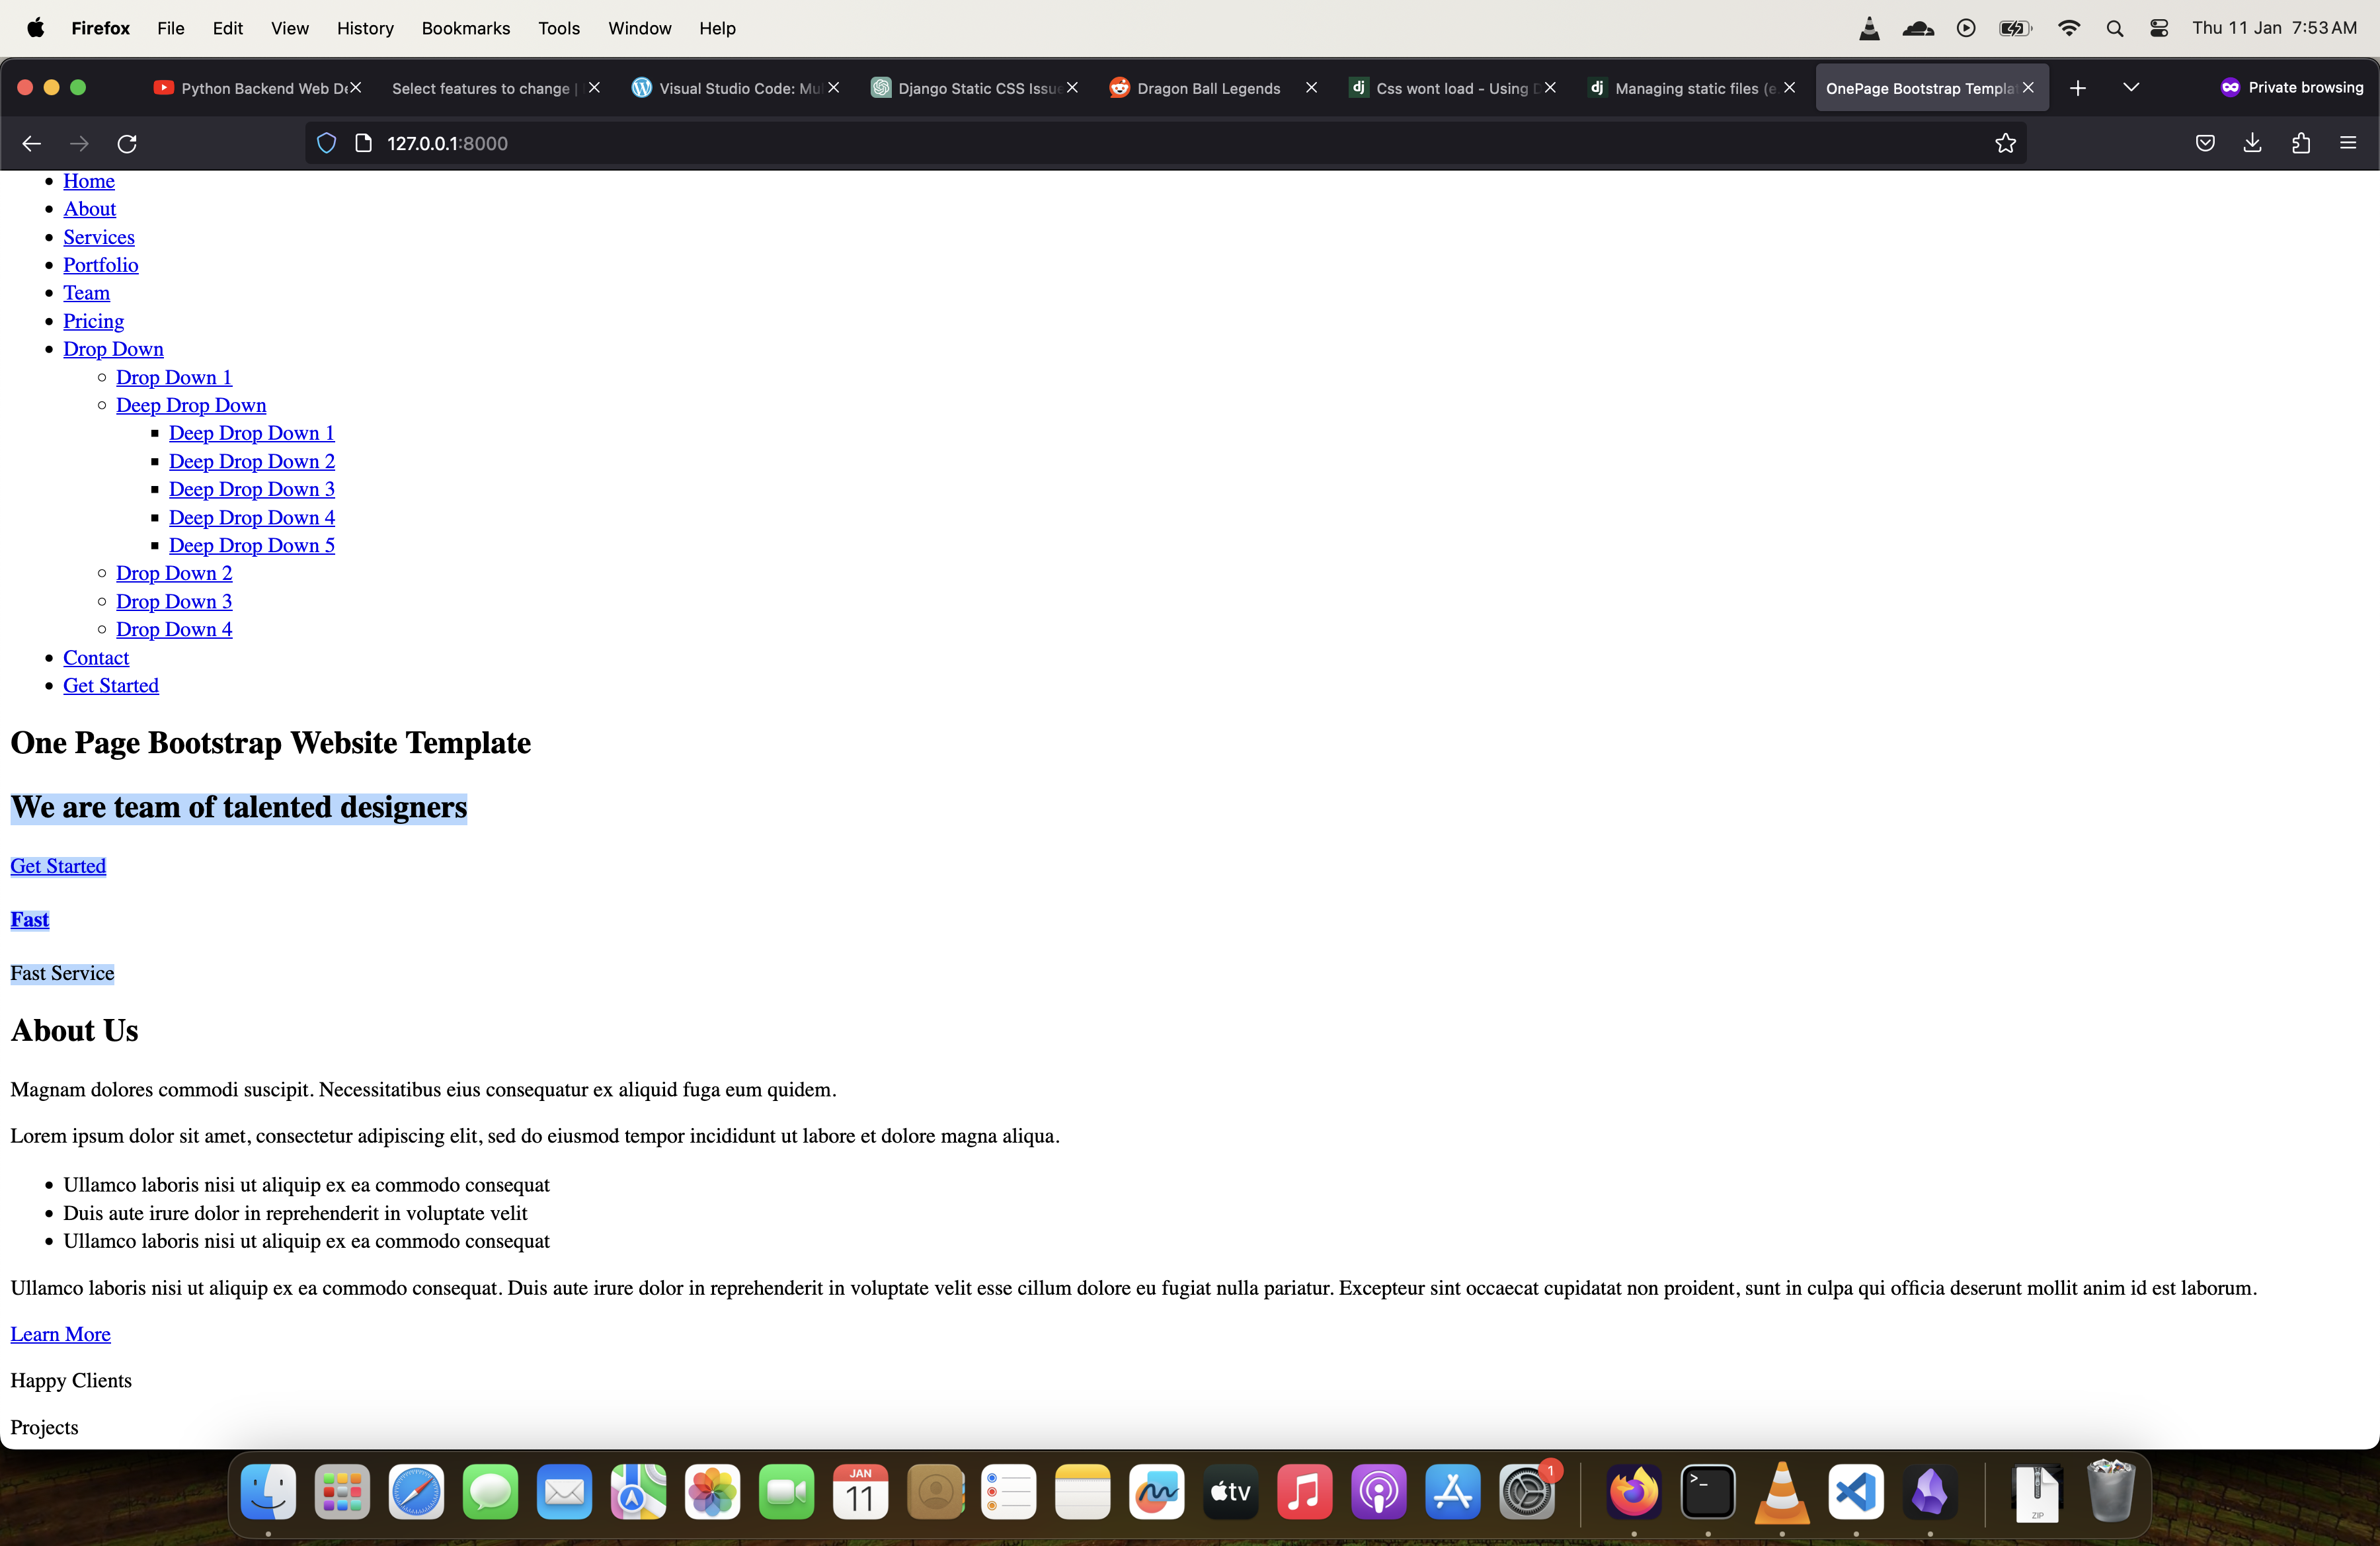 Firefox File Edit View History Bookmarks Tools Window Help Thu 11 Jan 7:53 AM
Python Backend Web De Select features to change | Visual Studio Code: Mul Django Static CSS Issue Dragon Ball Legends Css wont load - Using D Managing static files (e. OnePage Bootstrap Templa Private browsing
127.0.0.1:8000
Home
About
Services
Portfolio
Team
Pricing
Drop Down
Drop Down 1
Deep Drop Down
Deep Drop Down 1
Deep Drop Down 2
Deep Drop Down 3
Deep Drop Down 4
Deep Drop Down 5
Drop Down 2
Drop Down 3
Drop Down 4
Contact
Get Started
One Page Bootstrap Website Template
We are team of talented designers
Get Started
Fast
Fast Service
About Us
Magnam dolores commodi suscipit. Necessitatibus eius consequatur ex aliquid fuga eum quidem.
Lorem ipsum dolor sit amet, consectetur adipiscing elit, sed do eiusmod tempor incididunt ut labore et dolore magna aliqua.
Ullamco laboris nisi ut aliquip ex ea commodo consequat
Duis aute irure dolor in reprehenderit in voluptate velit
Ullamco laboris nisi ut aliquip ex ea commodo consequat
Ullamco laboris nisi ut aliquip ex ea commodo consequat. Duis aute irure dolor in reprehenderit in voluptate velit esse cillum dolore eu fugiat nulla pariatur. Excepteur sint occaecat cupidatat non proident, sunt in culpa qui officia deserunt mollit anim id est laborum.
Learn More
Happy Clients
Projects
JAN
11
tv
1
ZIP